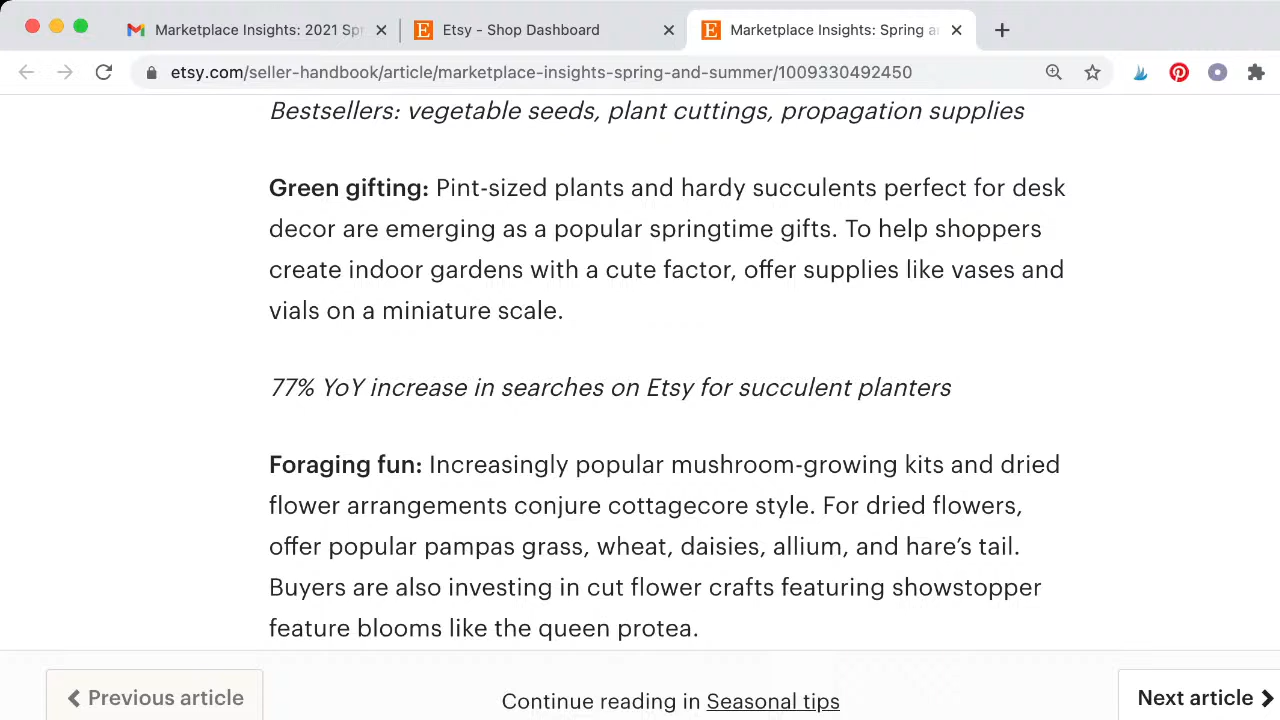 Marketplace Insights: 2021 Spr
Etsy - Shop Dashboard
Marketplace Insights: Spring a
etsy.com/seller-handbook/article/marketplace-insights-spring-and-summer/1009330492450
Bestsellers: vegetable seeds, plant cuttings, propagation supplies
Green gifting: Pint-sized plants and hardy succulents perfect for desk
decor are emerging as a popular springtime gifts. To help shoppers
create indoor gardens with a cute factor, offer supplies like vases and
vials on a miniature scale.
77% YoY increase in searches on Etsy for succulent planters
Foraging fun: Increasingly popular mushroom-growing kits and dried
flower arrangements conjure cottagecore style. For dried flowers,
offer popular pampas grass, wheat, daisies, allium, and hare’s tail.
Buyers are also investing in cut flower crafts featuring showstopper
feature blooms like the queen protea.
Previous article
Continue reading in Seasonal tips
Next article